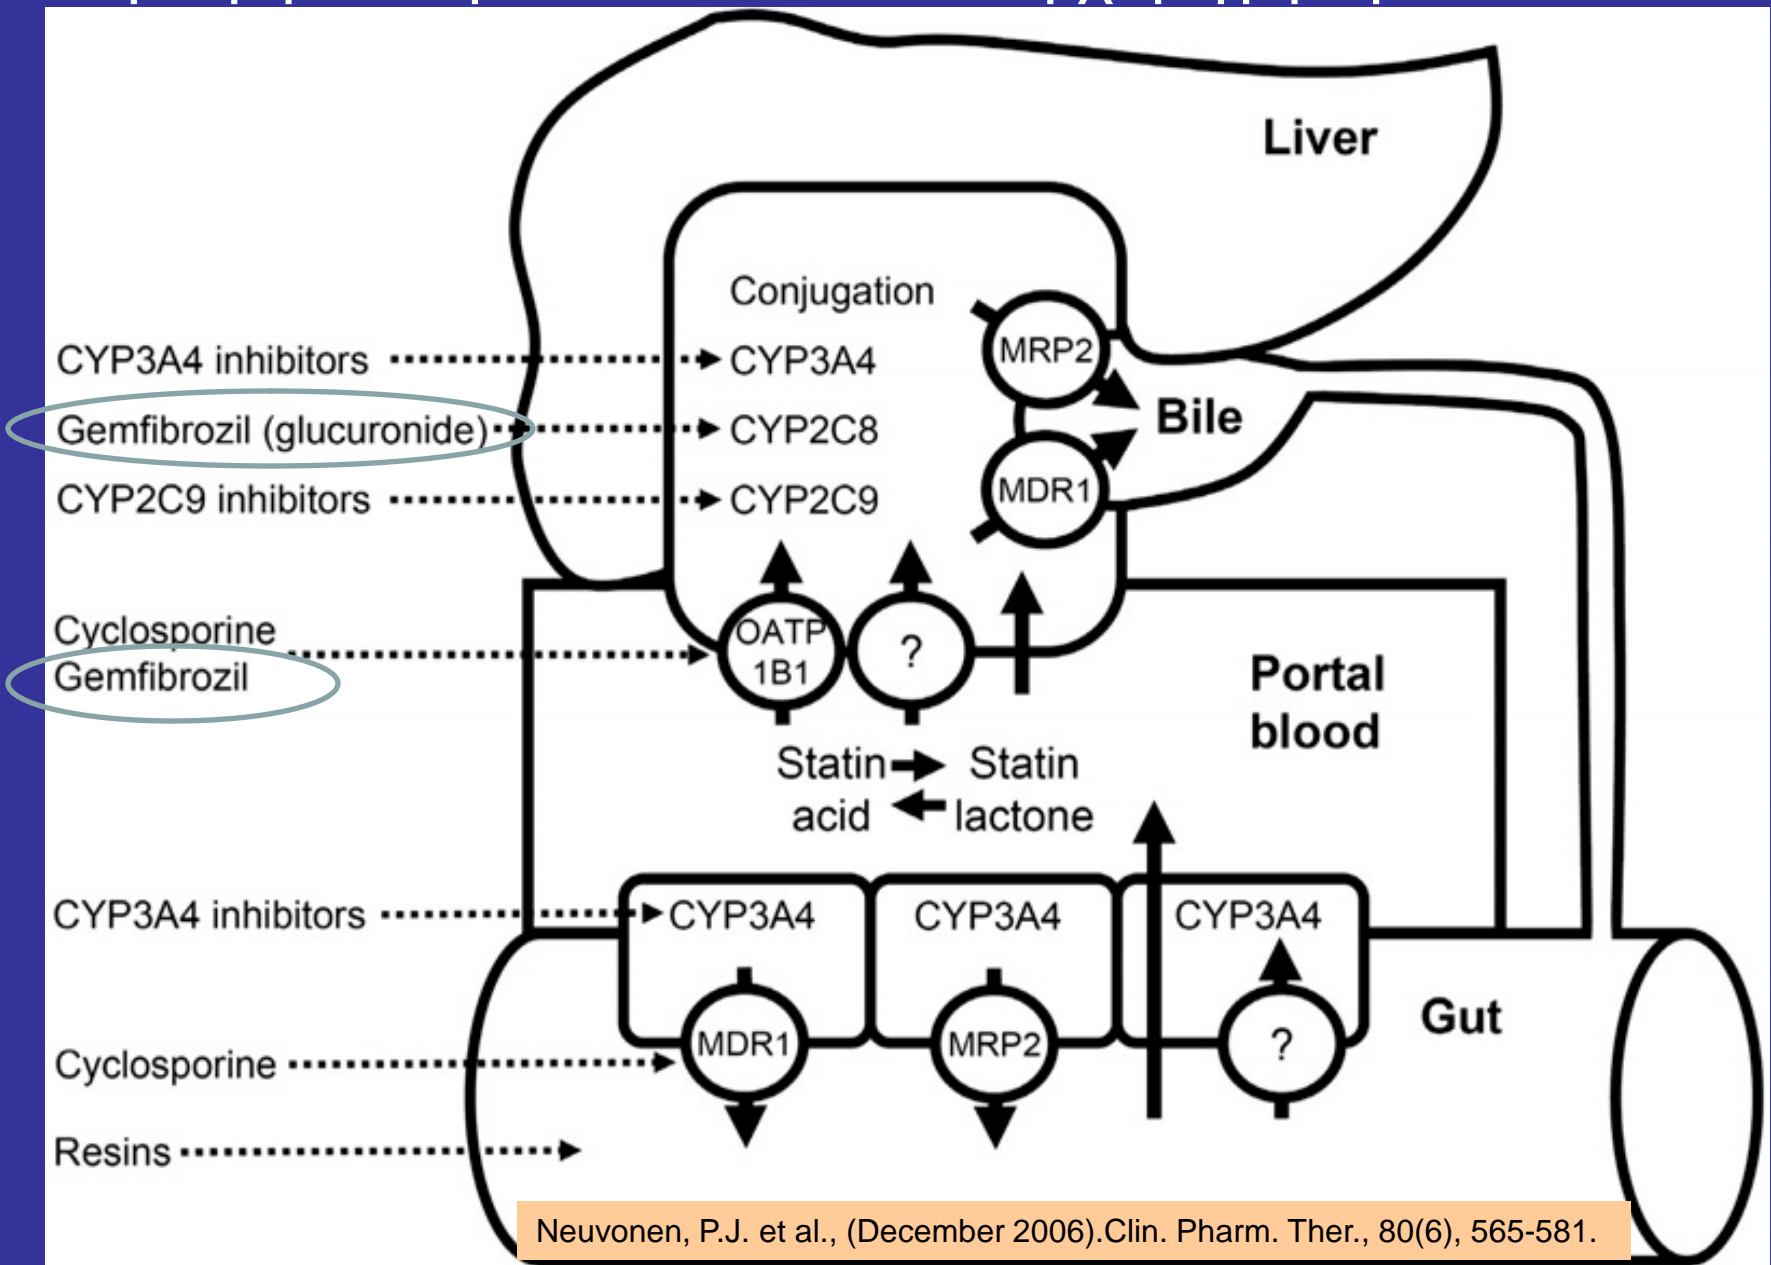 Liver
Conjugation
CYP3A4 inhibitors
CYP3A4
MRP2
Gemfibrozil (glucuronide)
CYP2C8
Bile
CYP2C9 inhibitors
CYP2C9
MDR1
Cyclosporine
Gemfibrozil
OATP
1B1
?
Portal
blood
Statin
acid
Statin
lactone
CYP3A4 inhibitors
CYP3A4
CYP3A4
CYP3A4
Gut
Cyclosporine
MDR1
MRP2
?
Resins
Neuvonen, P.J. et al., (December 2006).Clin. Pharm. Ther., 80(6), 565-581.